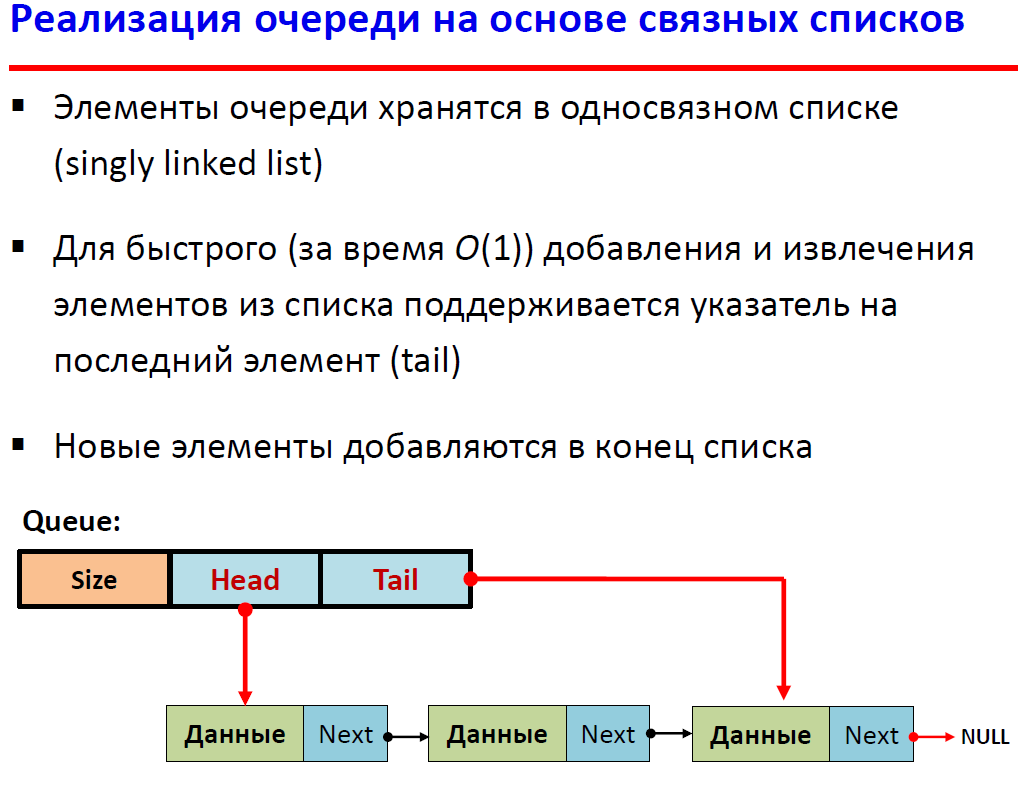 Реализация очереди на основе связных списков
▪ Элементы очереди хранятся в односвязном списке
(singly linked list)
▪ Для быстрого (за время O(1)) добавления и извлечения
элементов из списка поддерживается указатель на
последний элемент (tail)
▪ Новые элементы добавляются в конец списка
Queue:
Size Head Tail
Данные Next Данные Next Данные Next NULL